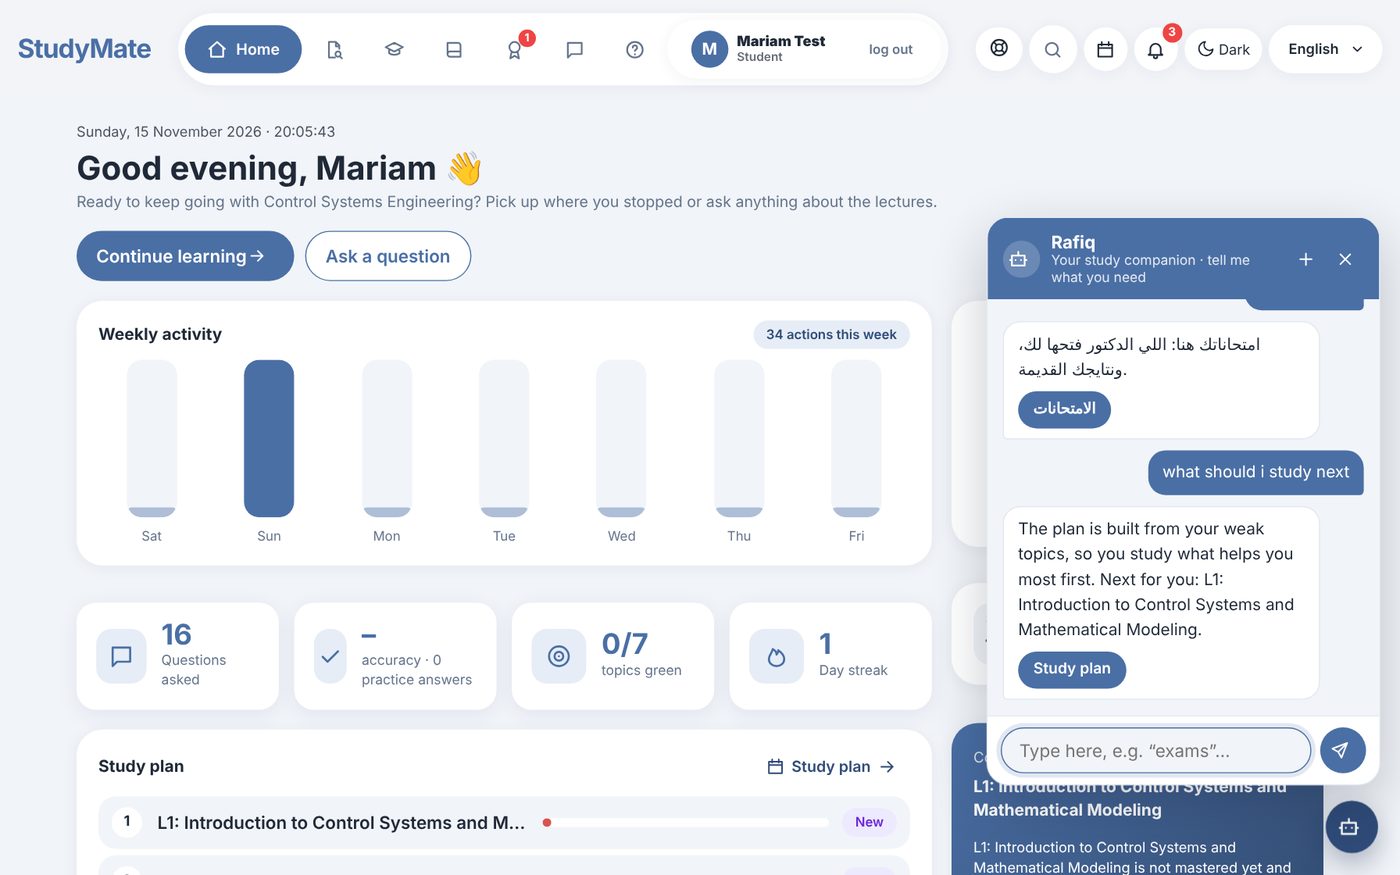 StudyMate
Home
1
M
Mariam Test
Student
log out
3
Dark
English
Sunday, 15 November 2026 · 20:05:43
Good evening, Mariam 👋
Ready to keep going with Control Systems Engineering? Pick up where you stopped or ask anything about the lectures.
Continue learning →
Ask a question
Weekly activity
34 actions this week
Sat
Sun
Mon
Tue
Wed
Thu
Fri
16
Questions
asked
–
accuracy · 0
practice answers
0/7
topics green
1
Day streak
Study plan
Study plan →
1
L1: Introduction to Control Systems and M...
New
L1: Introduction to Control Systems and
Mathematical Modeling
L1: Introduction to Control Systems and
Mathematical Modeling is not mastered yet and
Rafiq
Your study companion · tell me
what you need
امتحاناتك هنا: اللي الدكتور فتحها لك،
ونتايجك القديمة.
الامتحانات
what should i study next
The plan is built from your weak
topics, so you study what helps you
most first. Next for you: L1:
Introduction to Control Systems and
Mathematical Modeling.
Study plan
Type here, e.g. “exams”...